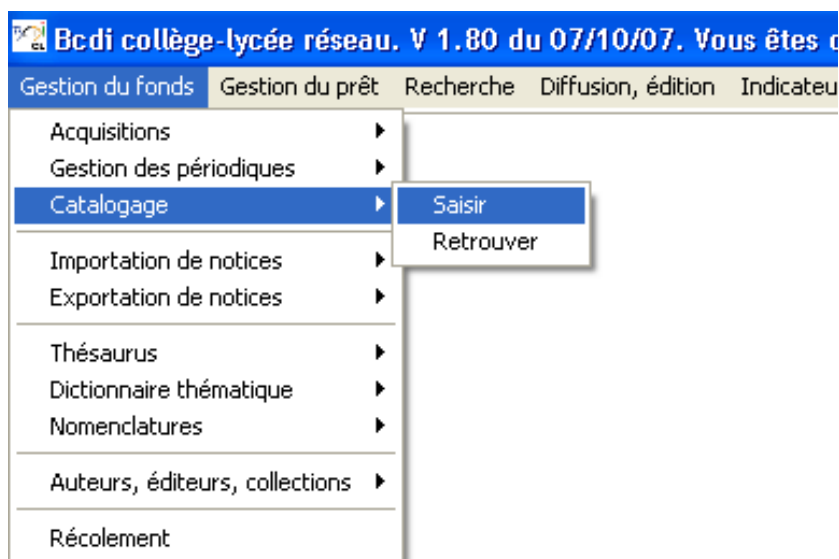 Bcdi collège-lycée réseau. V 1.80 du 07/10/07. Vous êtes
Gestion du fonds Gestion du prêt Recherche Diffusion, édition Indicateu
Acquisitions
Gestion des périodiques
Catalogage Saisir
Retrouver
Importation de notices
Exportation de notices
Thésaurus
Dictionnaire thématique
Nomenclatures
Auteurs, éditeurs, collections
Récolement